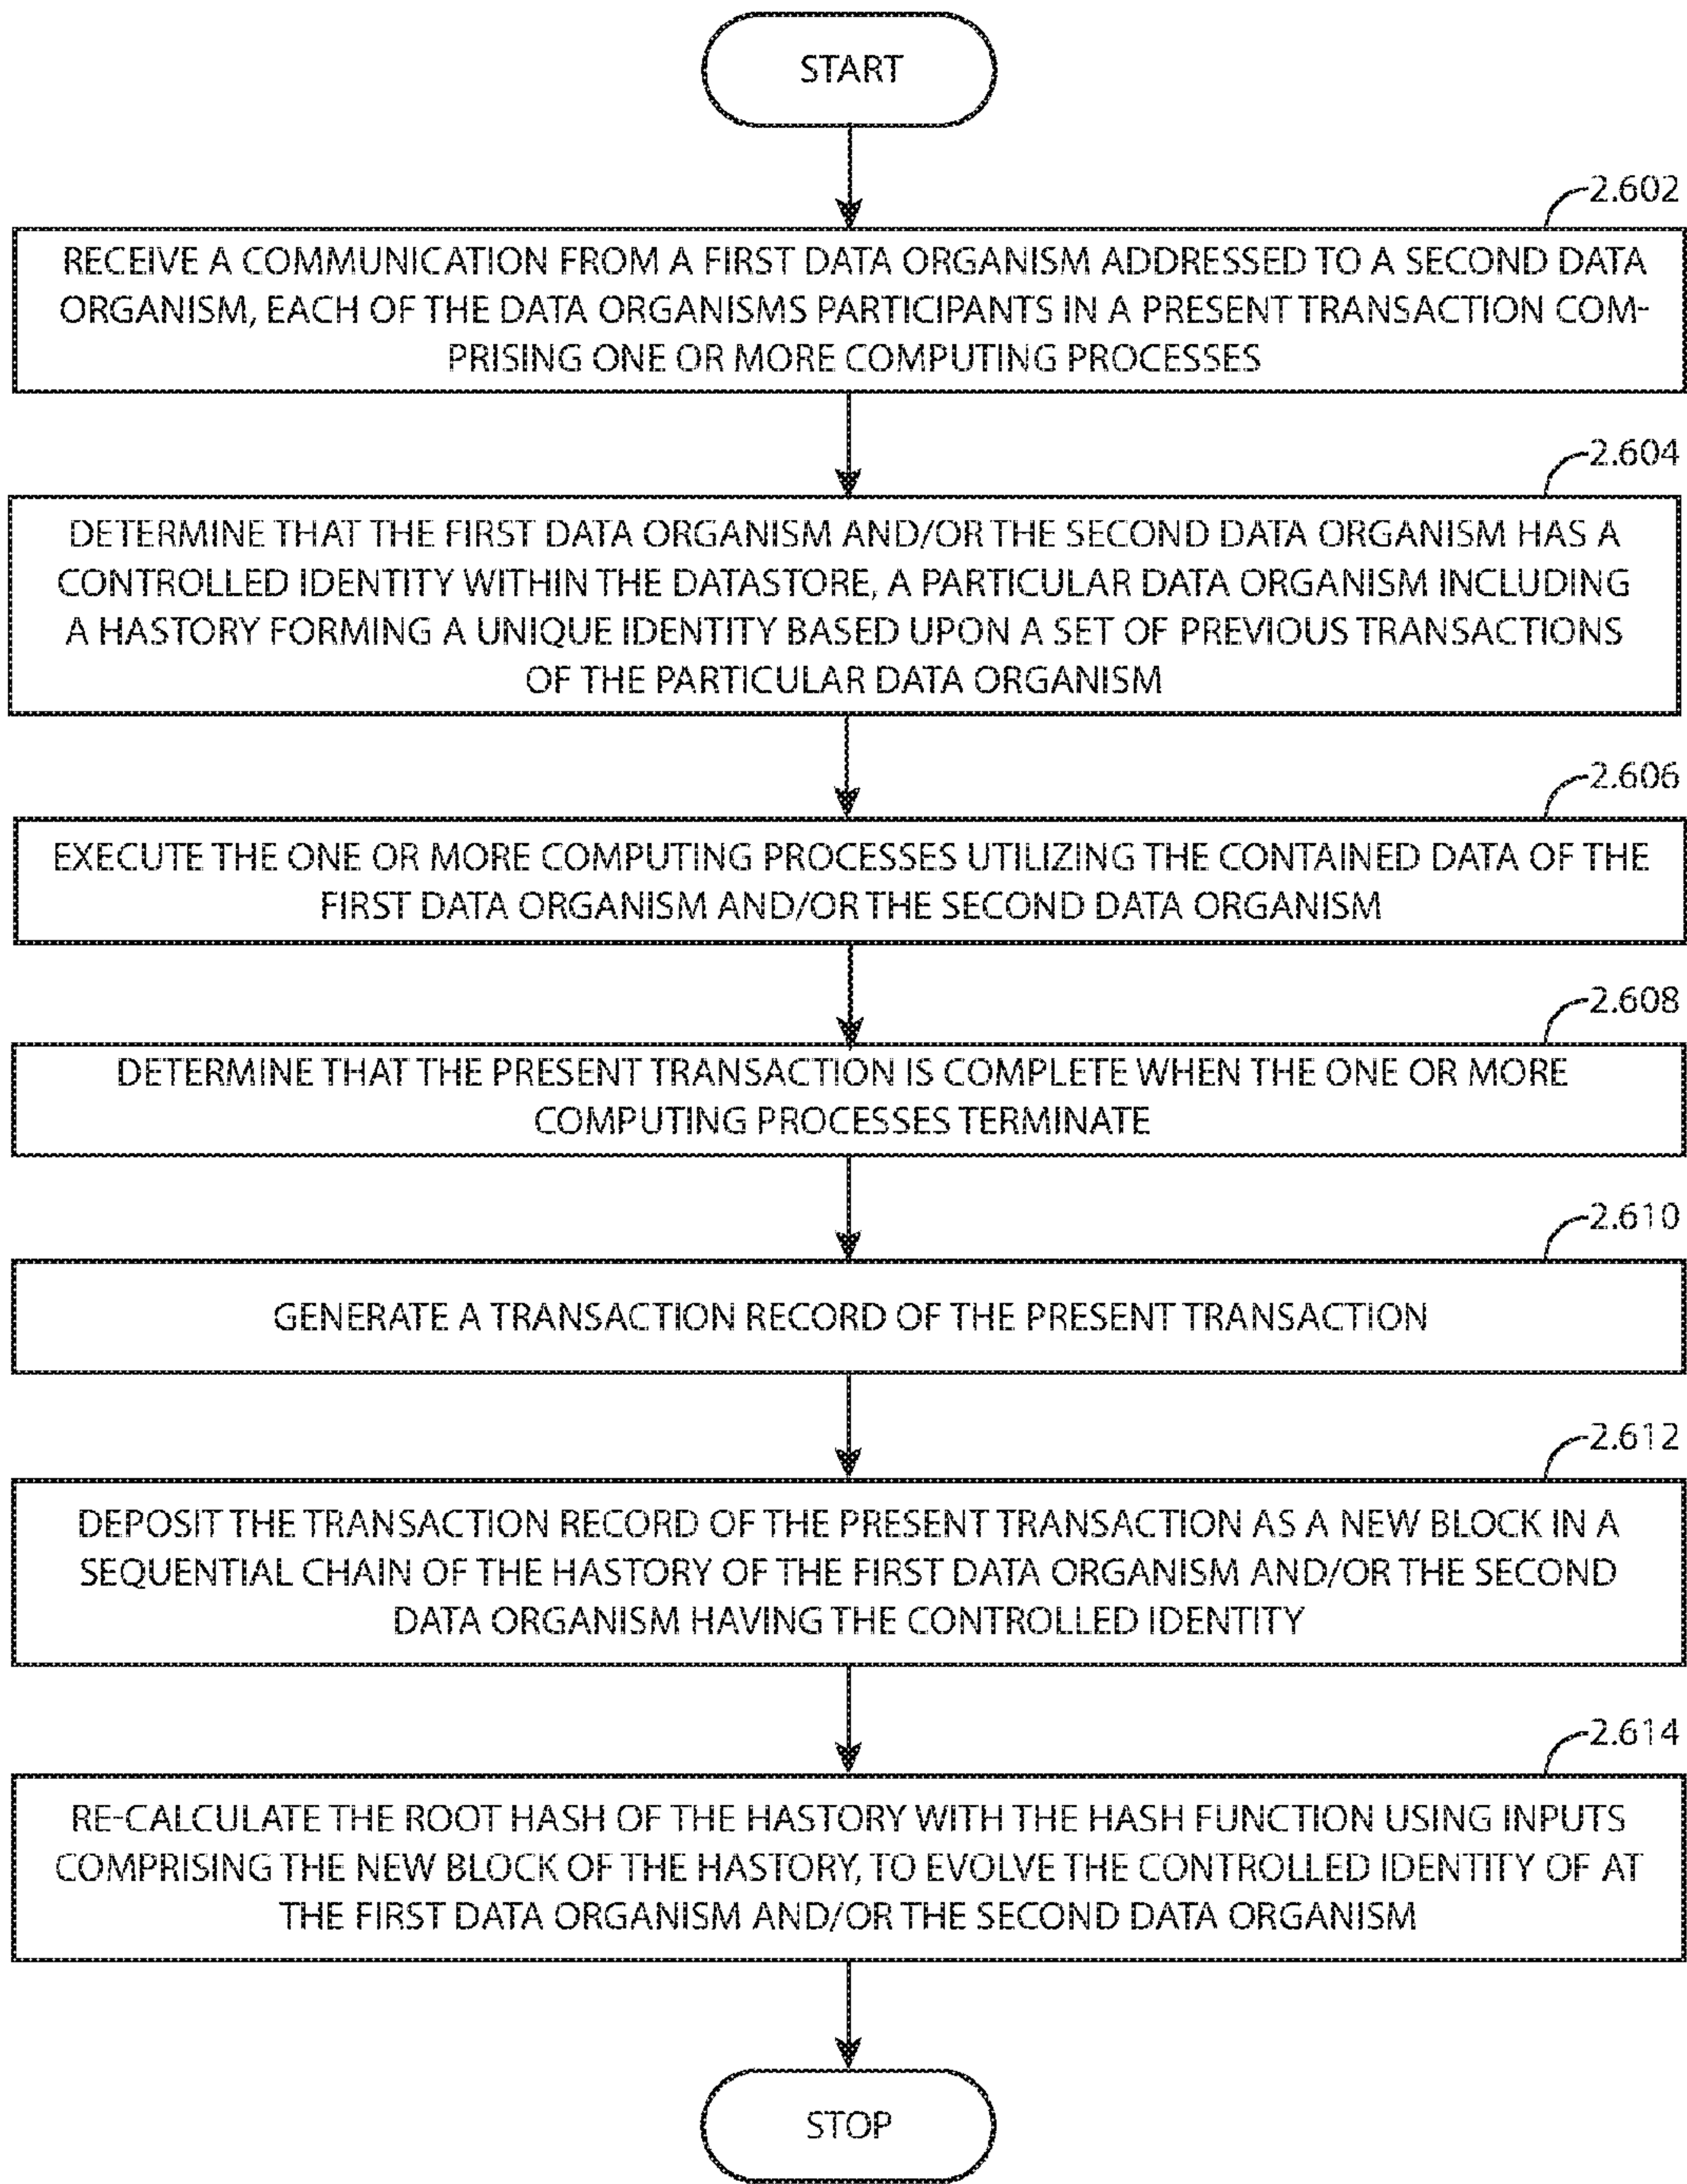 START
2.602
RECEIVE A COMMUNICATION FROM A FIRST DATA ORGANISM ADDRESSED TO A SECOND DATA
ORGANISM, EACH OF THE DATA ORGANISMS PARTICIPANTS IN A PRESENT TRANSACTION COM-
PRISING ONE OR MORE COMPUTING PROCESSES
2.604
DETERMINE THAT THE FIRST DATA ORGANISM AND/OR THE SECOND DATA ORGANISM HAS A
CONTROLLED IDENTITY WITHIN THE DATASTORE, A PARTICULAR DATA ORGANISM INCLUDING
A HASTORY FORMING A UNIQUE IDENTITY BASED UPON A SET OF PREVIOUS TRANSACTIONS
OF THE PARTICULAR DATA ORGANISM
2.606
EXECUTE THE ONE OR MORE COMPUTING PROCESSES UTILIZING THE CONTAINED DATA OF THE
FIRST DATA ORGANISM AND/OR THE SECOND DATA ORGANISM
2.608
DETERMINE THAT THE PRESENT TRANSACTION IS COMPLETE WHEN THE ONE OR MORE
COMPUTING PROCESSES TERMINATE
2.610
GENERATE A TRANSACTION RECORD OF THE PRESENT TRANSACTION
2.612
DEPOSIT THE TRANSACTION RECORD OF THE PRESENT TRANSACTION AS A NEW BLOCK IN A
SEQUENTIAL CHAIN OF THE HASTORY OF THE FIRST DATA ORGANISM AND/OR THE SECOND
DATA ORGANISM HAVING THE CONTROLLED IDENTITY
2.614
RE-CALCULATE THE ROOT HASH OF THE HASTORY WITH THE HASH FUNCTION USING INPUTS
COMPRISING THE NEW BLOCK OF THE HASTORY, TO EVOLVE THE CONTROLLED IDENTITY OF AT
THE FIRST DATA ORGANISM AND/OR THE SECOND DATA ORGANISM
STOP